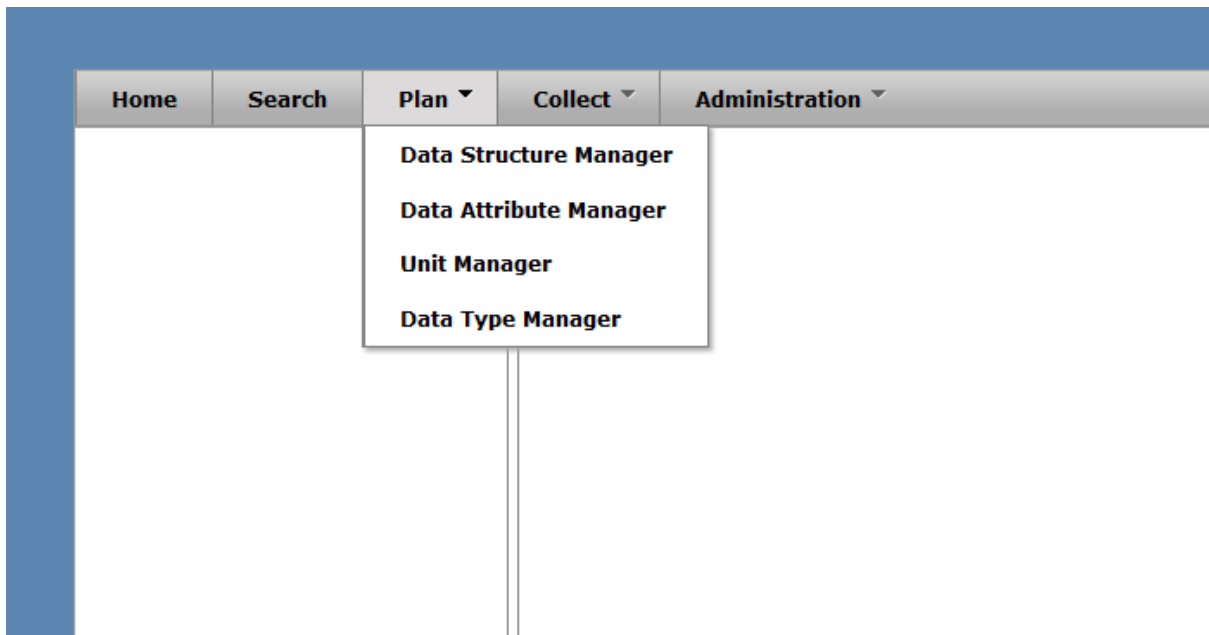 Home Search Plan Collect Administration
Data Structure Manager
Data Attribute Manager
Unit Manager
Data Type Manager